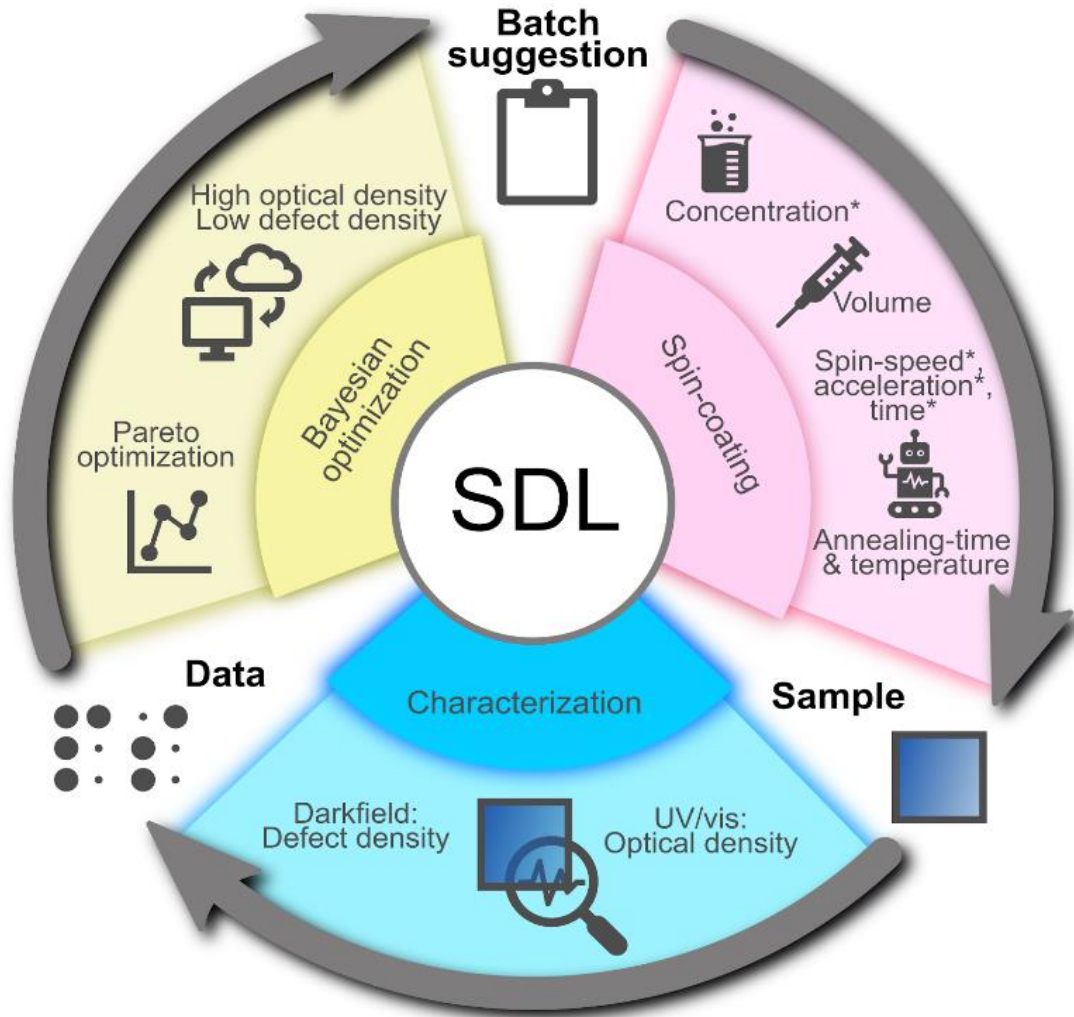 Batch
suggestion
High optical density
Low defect density
Pareto
optimization
Bayesian
optimization
SDL
Spin-coating
Concentration*
Volume
Spin-speed*,
acceleration*,
time*
Annealing-time
& temperature
Data
Sample
Characterization
Darkfield:
Defect density
UV/vis:
Optical density